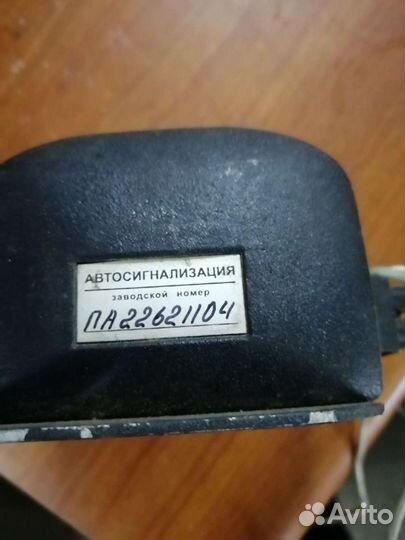 АВТОСИГНАЛИЗАЦИЯ
заводской номер
ПА22621104
Avito